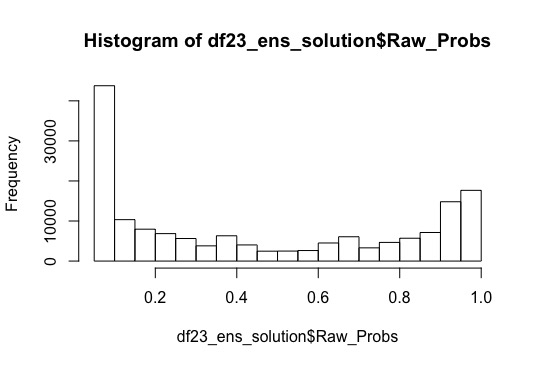 Histogram of df23_ens_solution$Raw_Probs
Frequency
30000
10000
0
0.2 0.4 0.6 0.8 1.0
df23_ens_solution$Raw_Probs